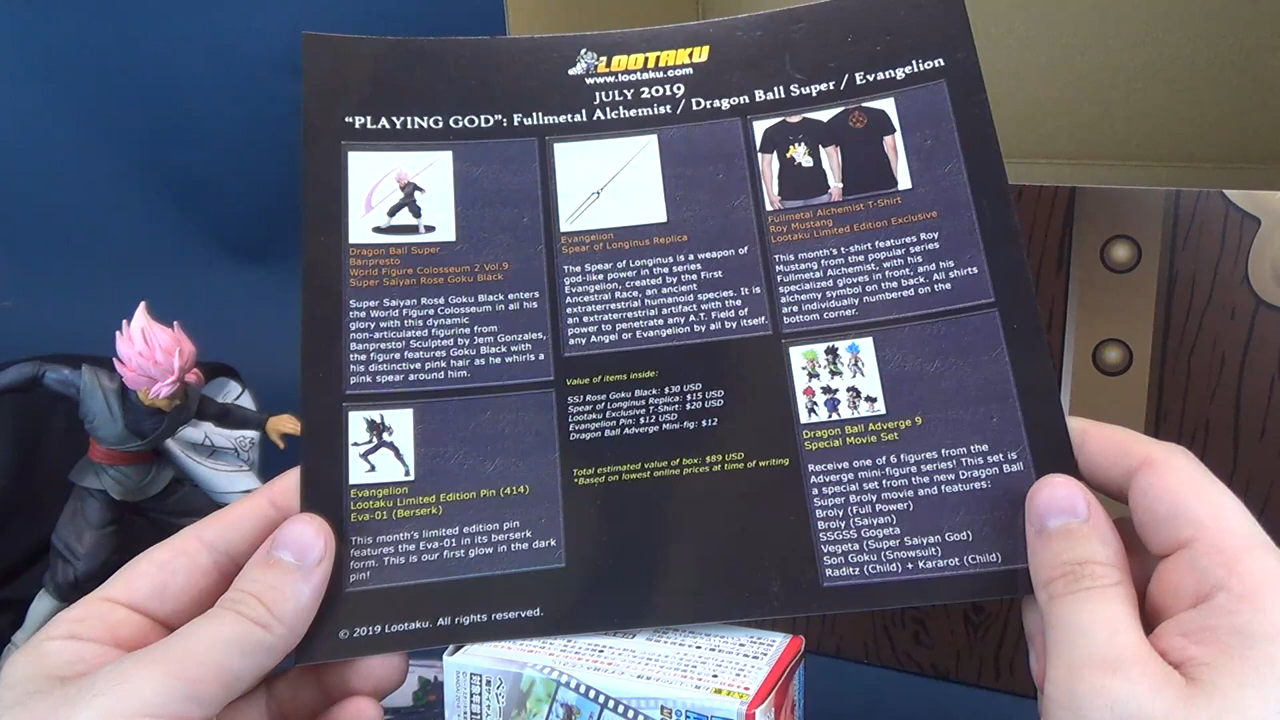 LOOTAKU
www.lootaku.com
JULY 2019
"PLAYING GOD": Fullmetal Alchemist / Dragon Ball Super / Evangelion
Dragon Ball Super
Banpresto
World Figure Colosseum 2 Vol.9
Super Saiyan Rose Goku Black
Super Saiyan Rosé Goku Black enters
the World Figure Colosseum in all his
glory with this dynamic
non-articulated figurine from
Banpresto! Sculpted by Jem Gonzales,
the figure features Goku Black with
his distinctive pink hair as he whirls a
pink spear around him.
Evangelion
Spear of Longinus Replica
The Spear of Longinus is a weapon of
god-like power in the series
Evangelion, created by the First
Ancestral Race, an ancient
extraterrestrial humanoid species. It is
an extraterrestrial artifact with the
power to penetrate any A.T. Field of
any Angel or Evangelion by all by itself.
Fullmetal Alchemist T-Shirt
Roy Mustang
Lootaku Limited Edition Exclusive
This month's t-shirt features Roy
Mustang from the popular series
Fullmetal Alchemist, with his
specialized gloves in front, and his
alchemy symbol on the back. All shirts
are individually numbered on the
bottom corner.
Evangelion
Lootaku Limited Edition Pin (414)
Eva-01 (Berserk)
This month's limited edition pin
features the Eva-01 in its berserk
form. This is our first glow in the dark
pin!
Value of items inside:
SSJ Rose Goku Black: $30 USD
Spear of Longinus Replica: $15 USD
Lootaku Exclusive T-Shirt: $20 USD
Evangelion Pin: $12 USD
Dragon Ball Adverge Mini-fig: $12
Total estimated value of box: $89 USD
*Based on lowest online prices at time of writing
Dragon Ball Adverge 9
Special Movie Set
Receive one of 6 figures from the
Adverge mini-figure series! This set is
a special set from the new Dragon Ball
Super Broly movie and features:
Broly (Full Power)
Broly (Saiyan)
SSGSS Gogeta
Vegeta (Super Saiyan God)
Son Goku (Snowsuit)
Raditz (Child) + Kararot (Child)
© 2019 Lootaku. All rights reserved.